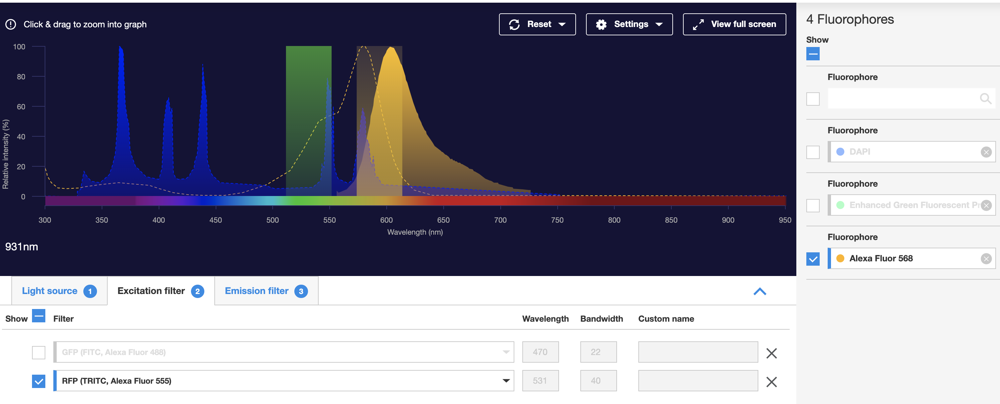 Click & drag to zoom into graph
Reset
Settings
View full screen
100
80
60
40
20
0
Relative intensity (%)
300 350 400 450 500 550 600 650 700 750 800 850 900 950
Wavelength (nm)
931nm
4 Fluorophores
Show
Fluorophore
Fluorophore
DAPI
Fluorophore
Enhanced Green Fluorescent Pr
Fluorophore
Alexa Fluor 568
Light source 1
Excitation filter 2
Emission filter 3
Show Filter Wavelength Bandwidth Custom name
GFP (FITC, Alexa Fluor 488) 470 22
RFP (TRITC, Alexa Fluor 555) 531 40